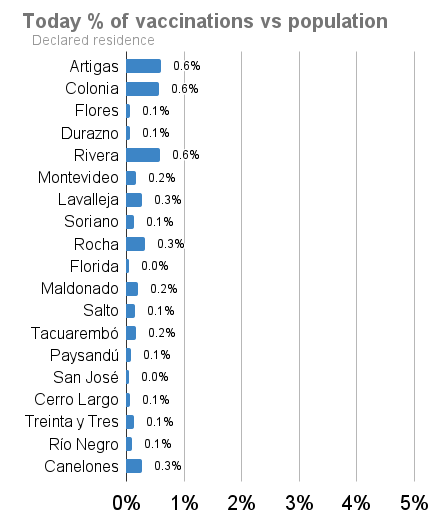 Today % of vaccinations vs population
Declared residence
Artigas 0.6%
Colonia 0.6%
Flores 0.1%
Durazno 0.1%
Rivera 0.6%
Montevideo 0.2%
Lavalleja 0.3%
Soriano 0.1%
Rocha 0.3%
Florida 0.0%
Maldonado 0.2%
Salto 0.1%
Tacuarembó 0.2%
Paysandú 0.1%
San José 0.0%
Cerro Largo 0.1%
Treinta y Tres 0.1%
Río Negro 0.1%
Canelones 0.3%
0% 1% 2% 3% 4% 5%